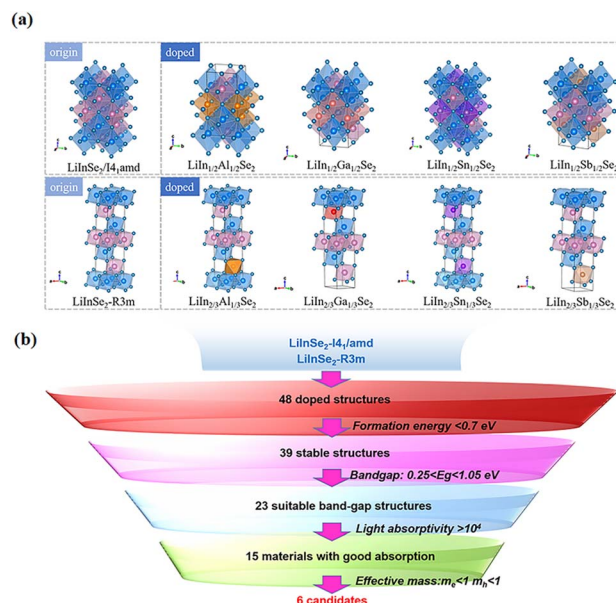 (a)
origin
doped
LiInSe₂/I4₁amd
LiIn₁/₂Al₁/₂Se₂
LiIn₁/₂Ga₁/₂Se₂
LiIn₁/₂Sn₁/₂Se₂
LiIn₁/₂Sb₁/₂Se₂
origin
doped
LiInSe₂-R3m
LiIn₂/₃Al₁/₃Se₂
LiIn₂/₃Ga₁/₃Se₂
LiIn₂/₃Sn₁/₃Se₂
LiIn₂/₃Sb₁/₃Se₂
(b)
LiInSe₂-I4₁/amd
LiInSe₂-R3m
48 doped structures
Formation energy <0.7 eV
39 stable structures
Bandgap: 0.25<Eg<1.05 eV
23 suitable band-gap structures
Light absorptivity >10⁴
15 materials with good absorption
Effective mass:mₑ<1 mₕ<1
6 candidates